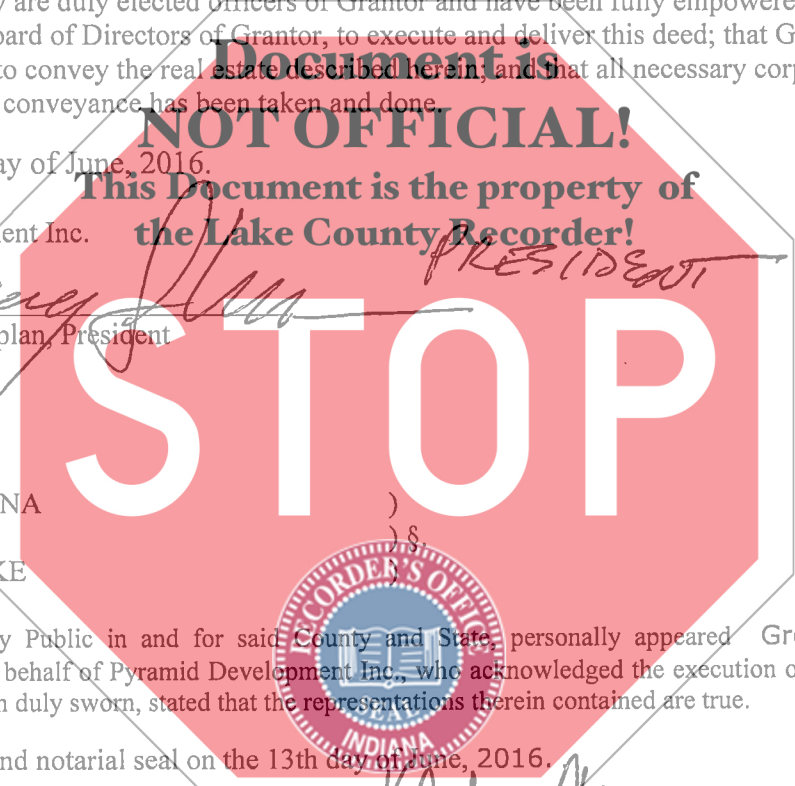 y are duly elected officers of Grantor and have been fully empowere
oard of Directors of Grantor, to execute and deliver this deed; that G
Document is
to convey the real estate described herein; and that all necessary corp
conveyance has been taken and done.
NOT OFFICIAL!
ay of June, 2016.
This Document is the property of
ent Inc.
the Lake County Recorder!
PRESIDENT
plan, President
STOP
NA )
) §.
KE )
RECORDER'S OFFICE
y Public in and for said County and State, personally appeared Gre
behalf of Pyramid Development Inc., who acknowledged the execution o
n duly sworn, stated that the representations therein contained are true.
SEAL
INDIANA
nd notarial seal on the 13th day of June, 2016.